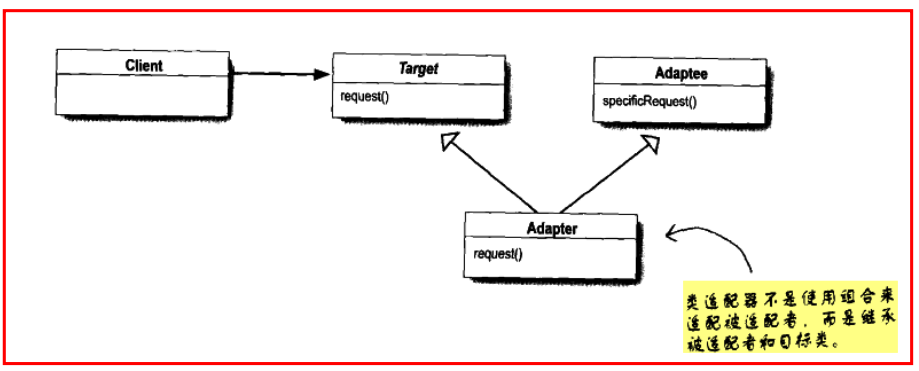 Client
Target
request()
Adaptee
specificRequest()
Adapter
request()
类适配器不是使用组合来
适配被适配者，而是继承
被适配者和目标类。